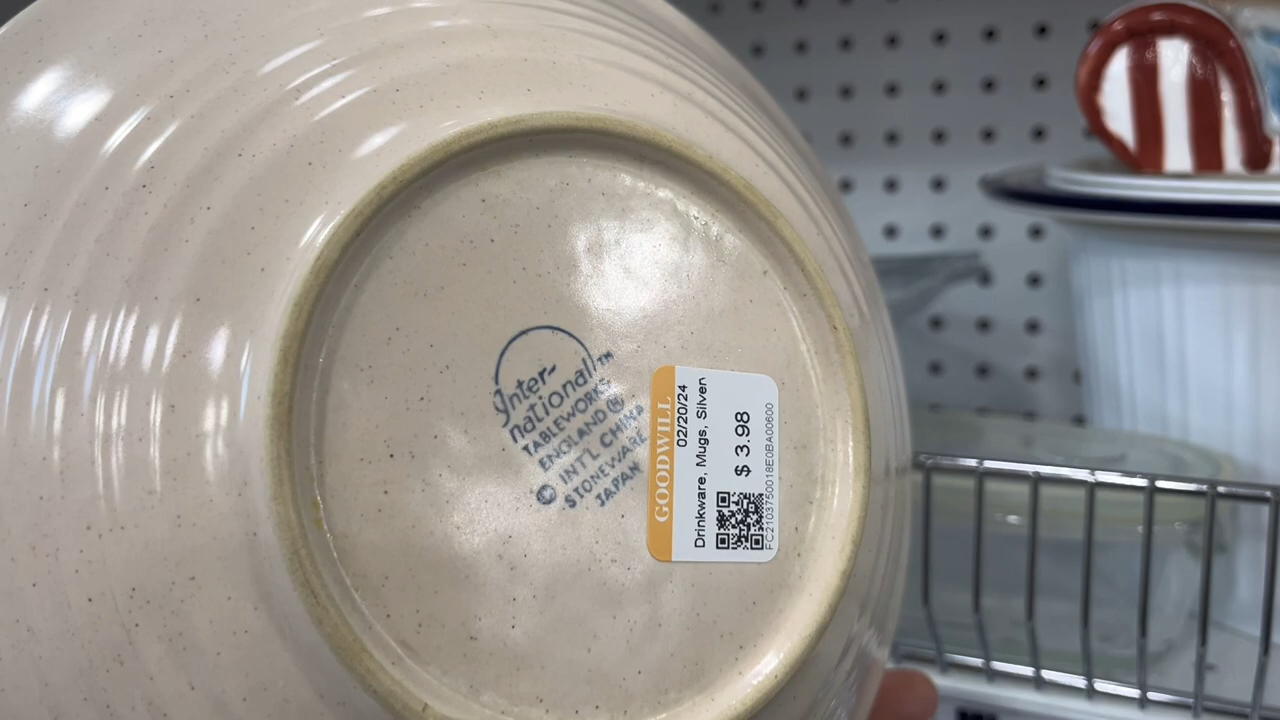 Inter-
national™
TABLEWORKS
ENGLAND ®
© INT'L CHINA
STONEWARE
JAPAN
GOODWILL
02/20/24
Drinkware, Mugs, Silver
$ 3.98
FC2103750018E0BA00600